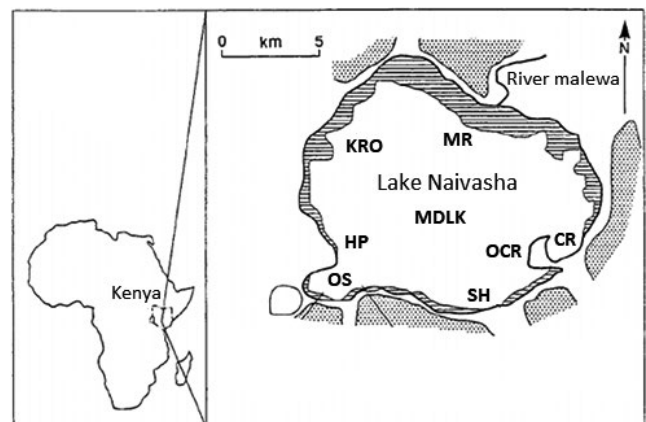 0 km 5
N
River malewa
KRO MR
Lake Naivasha
MDLK
HP OCR CR
OS SH
Kenya